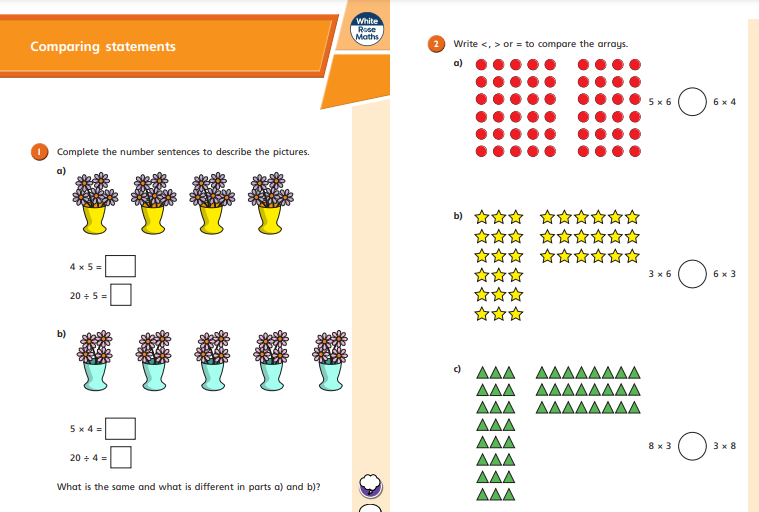 Comparing statements
White
Rose
Maths
1 Complete the number sentences to describe the pictures.
a)
4 × 5 =
20 ÷ 5 =
b)
5 × 4 =
20 ÷ 4 =
What is the same and what is different in parts a) and b)?
2 Write <, > or = to compare the arrays.
a)
5 × 6 6 × 4
b)
3 × 6 6 × 3
c)
8 × 3 3 × 8